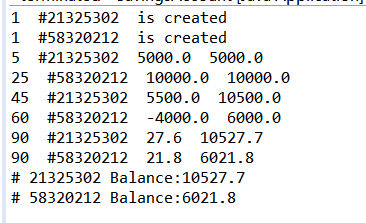 1  #21325302  is created
1  #58320212  is created
5  #21325302  5000.0  5000.0
25  #58320212  10000.0  10000.0
45  #21325302  5500.0  10500.0
60  #58320212  -4000.0  6000.0
90  #21325302  27.6  10527.7
90  #58320212  21.8  6021.8
# 21325302 Balance:10527.7
# 58320212 Balance:6021.8